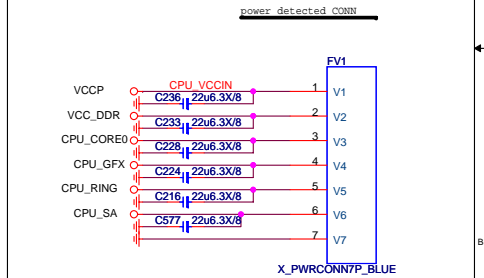 power detected CONN
FV1
VCCP CPU_VCCIN 1 V1
C236 22u6.3X/8
VCC_DDR 2 V2
C233 22u6.3X/8
CPU_CORE0 3 V3
C228 22u6.3X/8
CPU_GFX 4 V4
C224 22u6.3X/8
CPU_RING 5 V5
C216 22u6.3X/8
CPU_SA 6 V6
C577 22u6.3X/8
7 V7
B
X_PWRCONN7P_BLUE